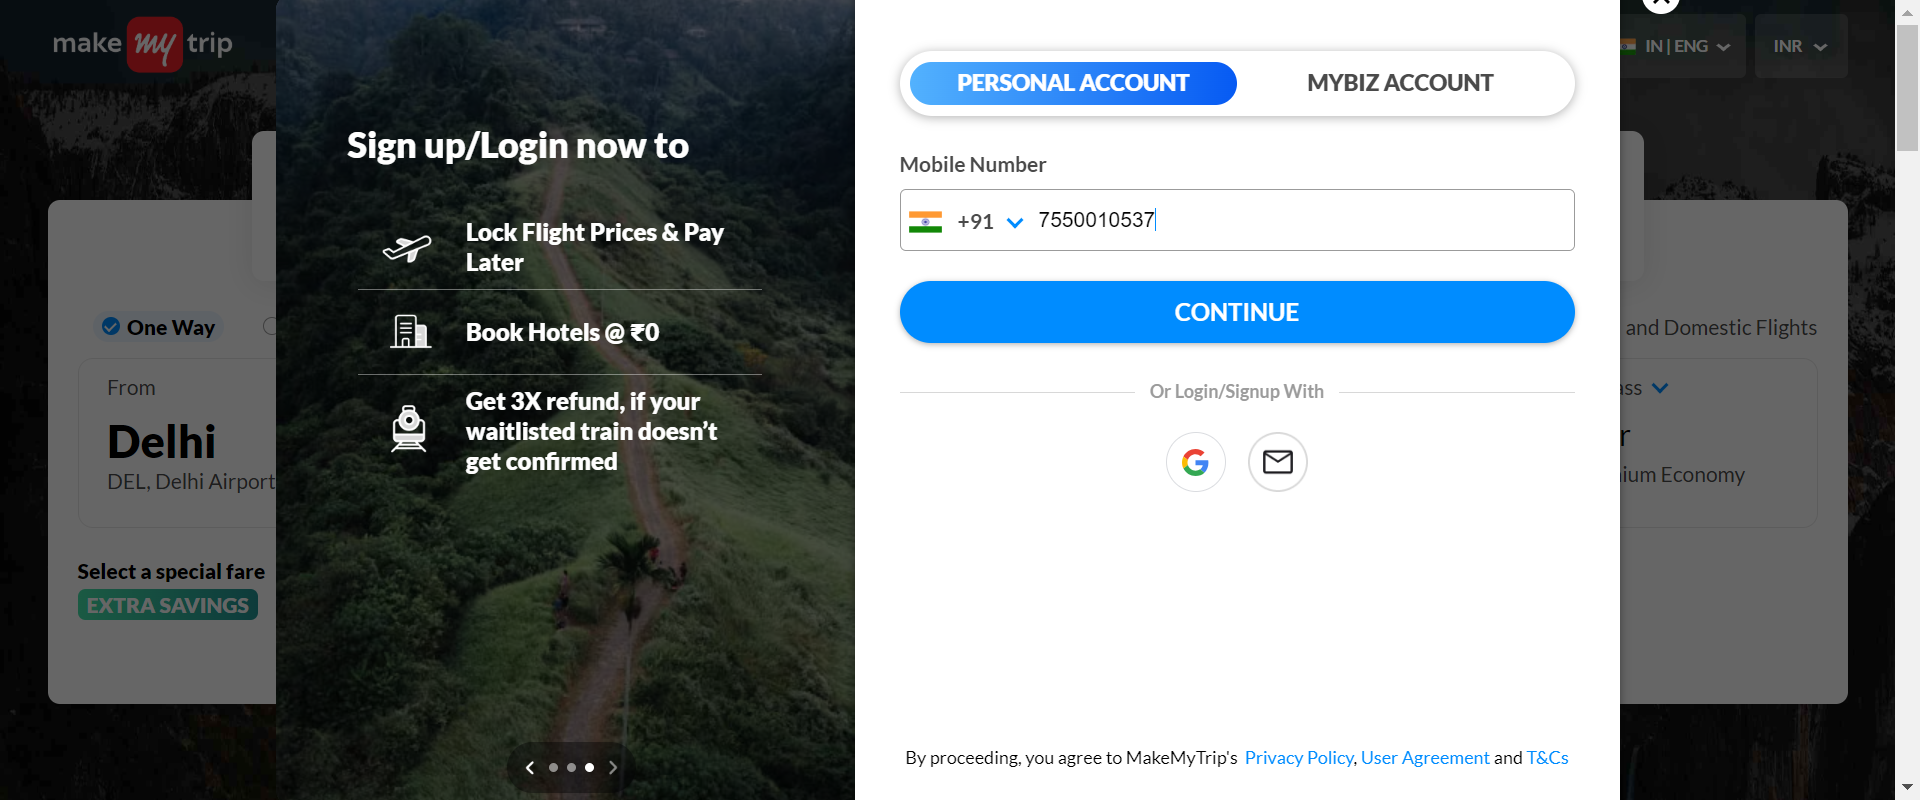 make my trip
IN | ENG
INR
One Way
From
Delhi
DEL, Delhi Airport
Select a special fare
EXTRA SAVINGS
Sign up/Login now to
Lock Flight Prices & Pay
Later
Book Hotels @ ₹0
Get 3X refund, if your
waitlisted train doesn’t
get confirmed
PERSONAL ACCOUNT
MYBIZ ACCOUNT
Mobile Number
+91 7550010537
CONTINUE
Or Login/Signup With
By proceeding, you agree to MakeMyTrip's Privacy Policy, User Agreement and T&Cs
and Domestic Flights
Economy